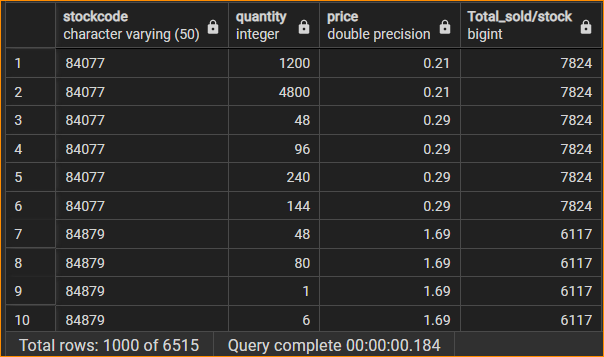 stockcode quantity price Total_sold/stock
character varying (50) integer double precision bigint
1 84077 1200 0.21 7824
2 84077 4800 0.21 7824
3 84077 48 0.29 7824
4 84077 96 0.29 7824
5 84077 240 0.29 7824
6 84077 144 0.29 7824
7 84879 48 1.69 6117
8 84879 80 1.69 6117
9 84879 1 1.69 6117
10 84879 6 1.69 6117
Total rows: 1000 of 6515 Query complete 00:00:00.184